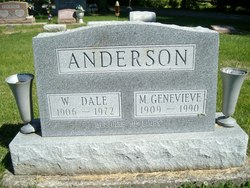 ANDERSON
W. DALE
1906 — 1972
M. GENEVIEVE
1909 — 1990